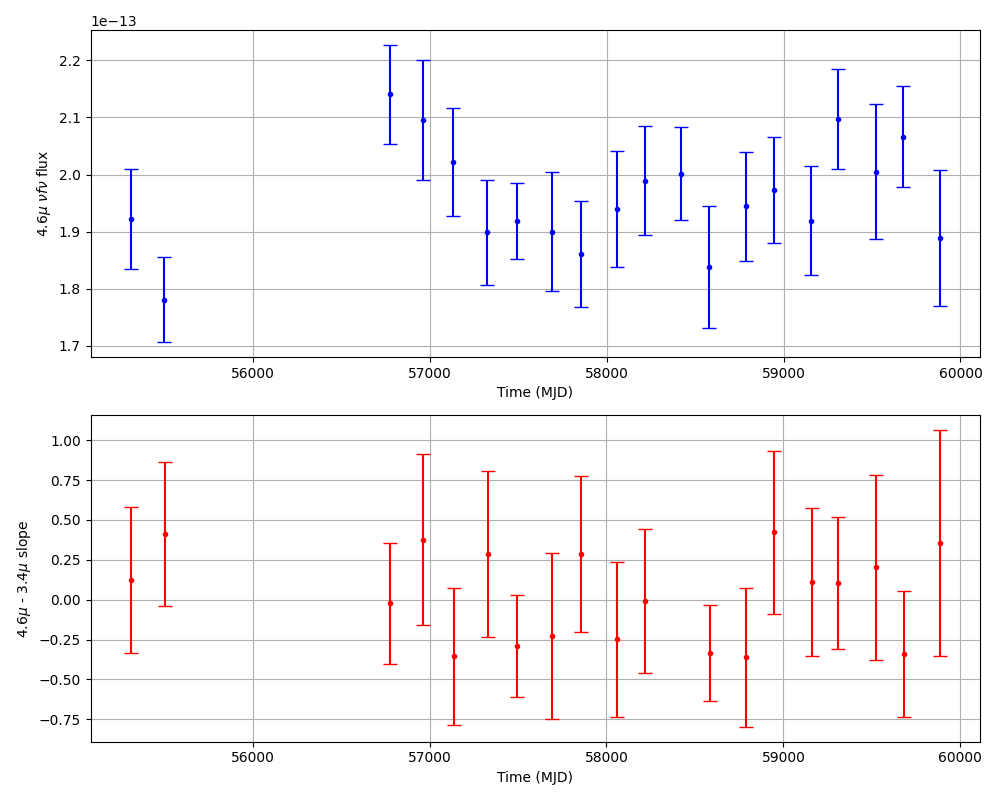 1e−13
2.2
2.1
2.0
1.9
1.8
1.7
4.6μ νfν flux
56000 57000 58000 59000 60000
Time (MJD)
1.00
0.75
0.50
0.25
0.00
−0.25
−0.50
−0.75
4.6μ - 3.4μ slope
56000 57000 58000 59000 60000
Time (MJD)